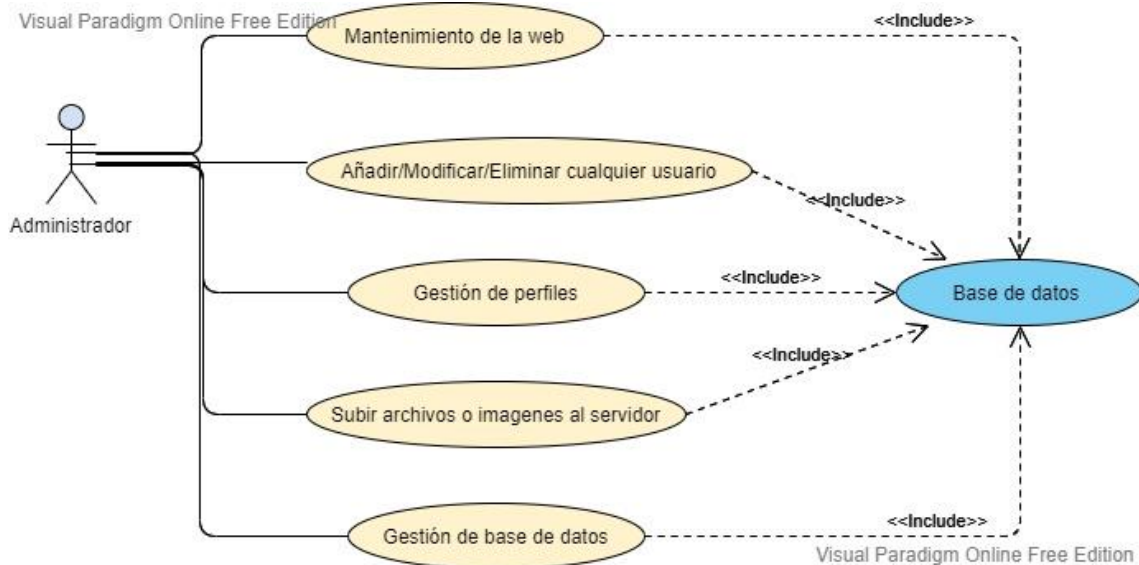 Visual Paradigm Online Free Edition
Mantenimiento de la web
<<Include>>
Administrador
Añadir/Modificar/Eliminar cualquier usuario
<<Include>>
Gestión de perfiles
<<Include>>
Base de datos
<<Include>>
Subir archivos o imagenes al servidor
Gestión de base de datos
<<Include>>
Visual Paradigm Online Free Edition